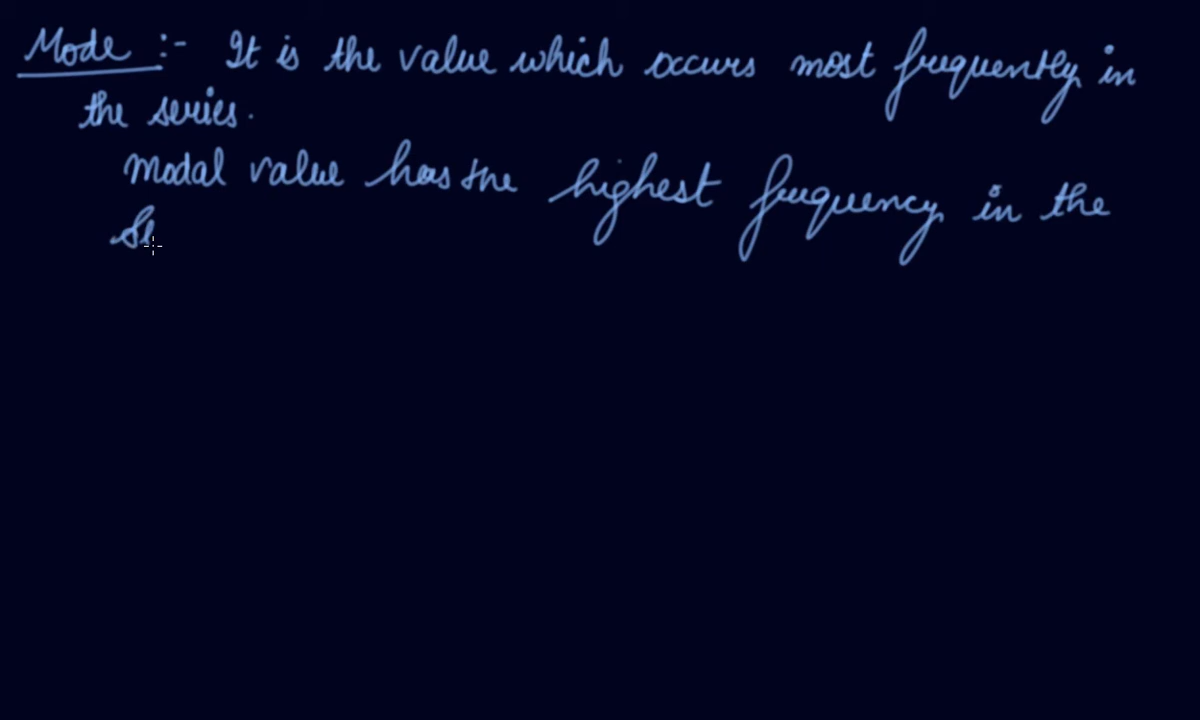 Mode :- It is the value which occurs most frequently in
the series.
Modal value has the highest frequency in the
Se